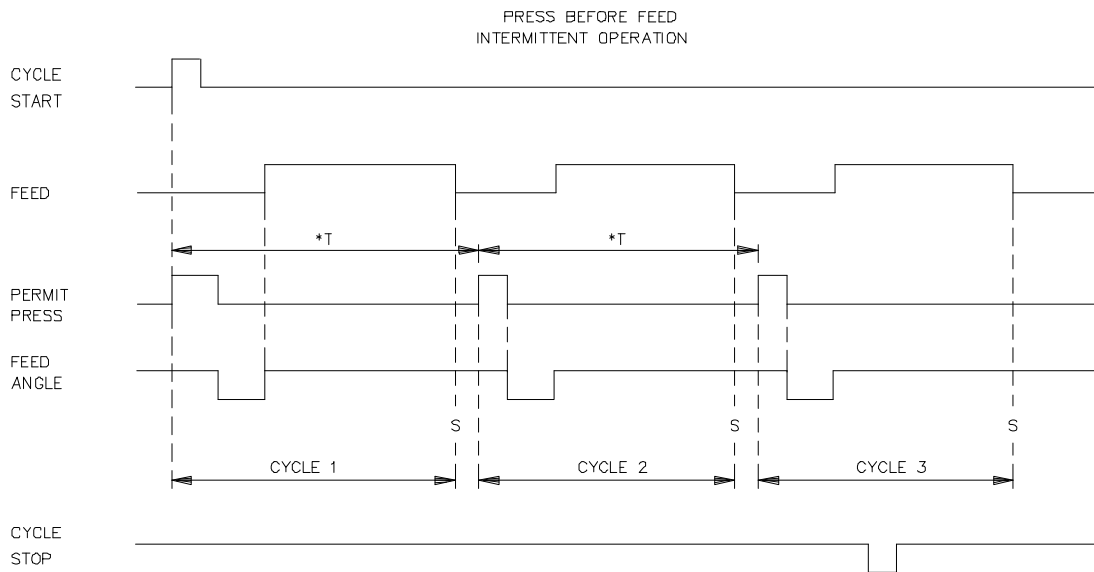 PRESS BEFORE FEED
INTERMITTENT OPERATION
CYCLE
START
FEED
*T
*T
PERMIT
PRESS
FEED
ANGLE
S
S
S
CYCLE 1
CYCLE 2
CYCLE 3
CYCLE
STOP